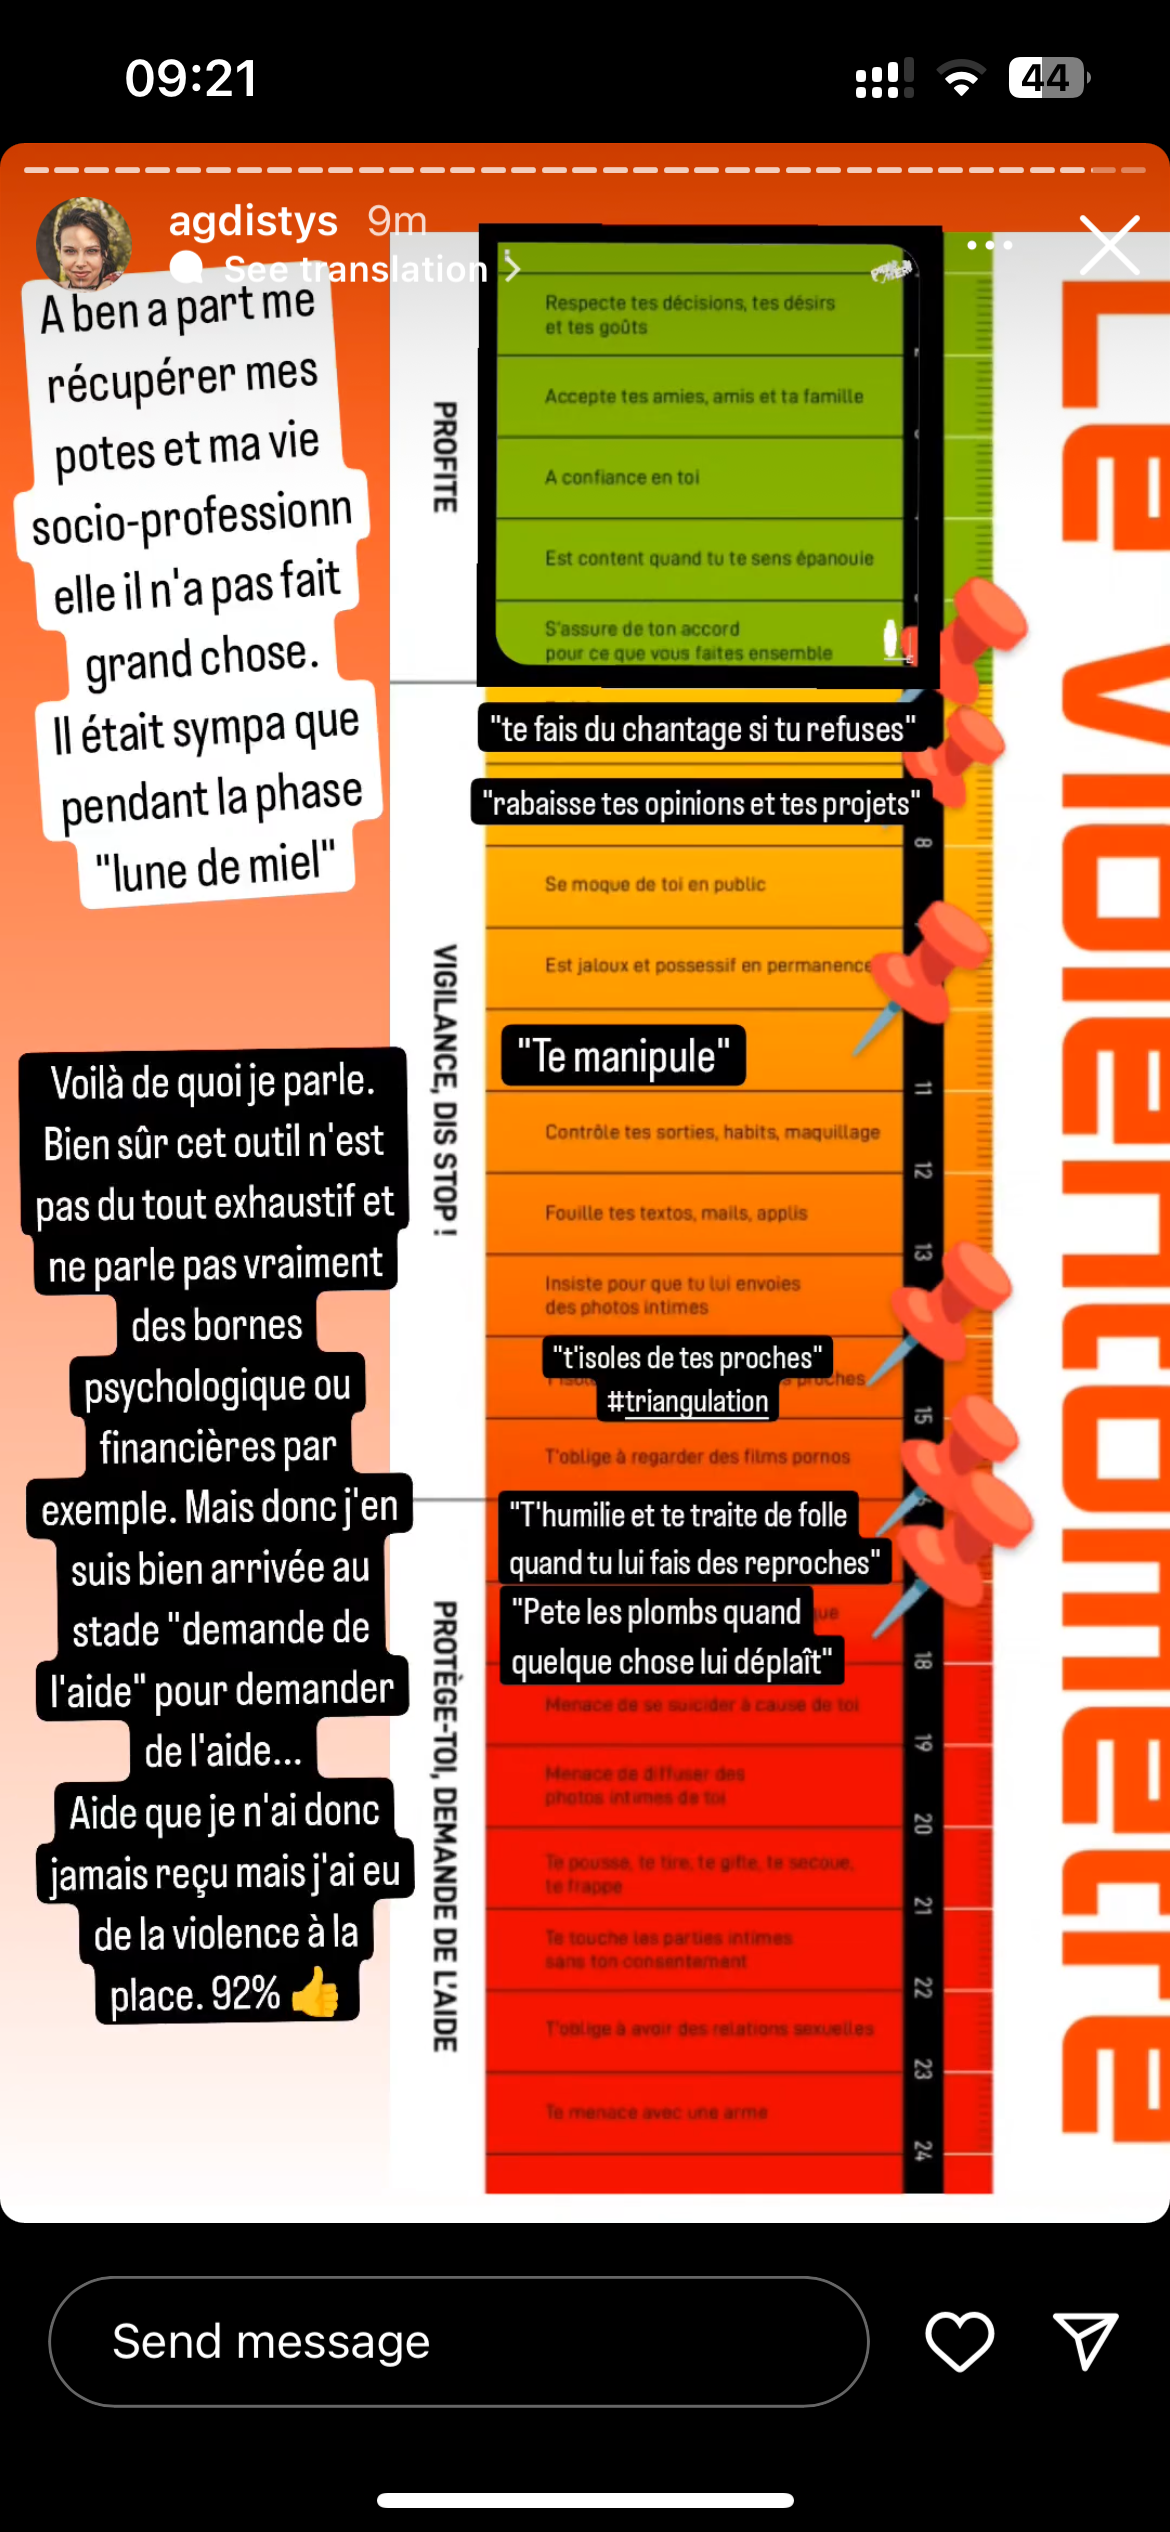 09:21
44
agdistys 9m
See translation
A ben a part me
récupérer mes
potes et ma vie
socio-professionn
elle il n'a pas fait
grand chose.
Il était sympa que
pendant la phase
"lune de miel"
Voilà de quoi je parle.
Bien sûr cet outil n'est
pas du tout exhaustif et
ne parle pas vraiment
des bornes
psychologique ou
financières par
exemple. Mais donc j'en
suis bien arrivée au
stade "demande de
l'aide" pour demander
de l'aide...
Aide que je n'ai donc
jamais reçu mais j'ai eu
de la violence à la
place. 92% 👍
PROFITE
Respecte tes décisions, tes désirs
et tes goûts
Accepte tes amies, amis et ta famille
A confiance en toi
Est content quand tu te sens épanouie
S'assure de ton accord
pour ce que vous faites ensemble
VIGILANCE, DIS STOP !
"te fais du chantage si tu refuses"
"rabaisse tes opinions et tes projets"
8
Se moque de toi en public
Est jaloux et possessif en permanence
"Te manipule"
11
Contrôle tes sorties, habits, maquillage
12
Fouille tes textos, mails, applis
13
Insiste pour que tu lui envoies
des photos intimes
"t'isoles de tes proches"
proches
#triangulation
15
T'oblige à regarder des films pornos
PROTÈGE-TOI, DEMANDE DE L'AIDE
"T'humilie et te traite de folle
quand tu lui fais des reproches"
"Pete les plombs quand
quelque chose lui déplaît"
18
Menace de se suicider à cause de toi
19
Menace de diffuser des
photos intimes de toi
20
Te pousse, te tire, te gifle, te secoue,
te frappe
21
Te touche les parties intimes
sans ton consentement
22
T'oblige à avoir des relations sexuelles
23
Te menace avec une arme
24
Le Violentomètre
Send message